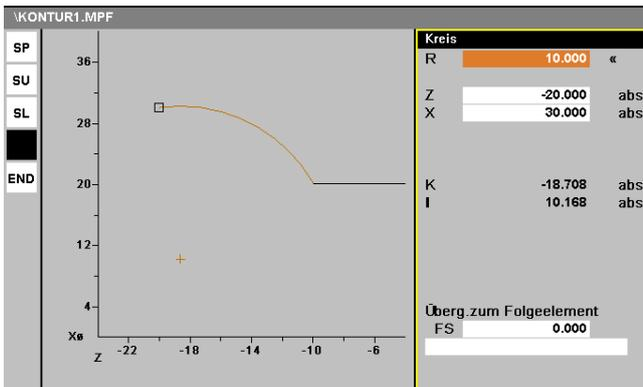 \KONTUR1.MPF
SP
SU
SL
END
36
28
20
12
4
Xø
Z
-22 -18 -14 -10 -6
Kreis
R 10.000 «
Z -20.000 abs
X 30.000 abs
K -18.708 abs
I 10.168 abs
Überg.zum Folgeelement
FS 0.000